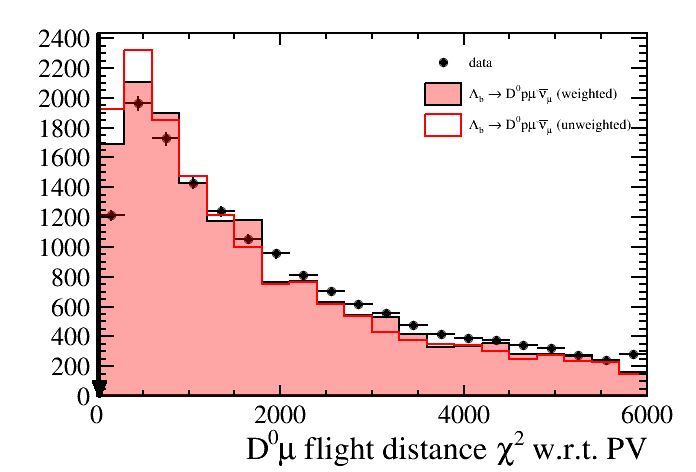 2400
2200
2000
1800
1600
1400
1200
1000
800
600
400
200
0
data
Λb → D⁰pμ ν̄μ (weighted)
Λb → D⁰pμ ν̄μ (unweighted)
0 2000 4000 6000
D⁰μ flight distance χ² w.r.t. PV